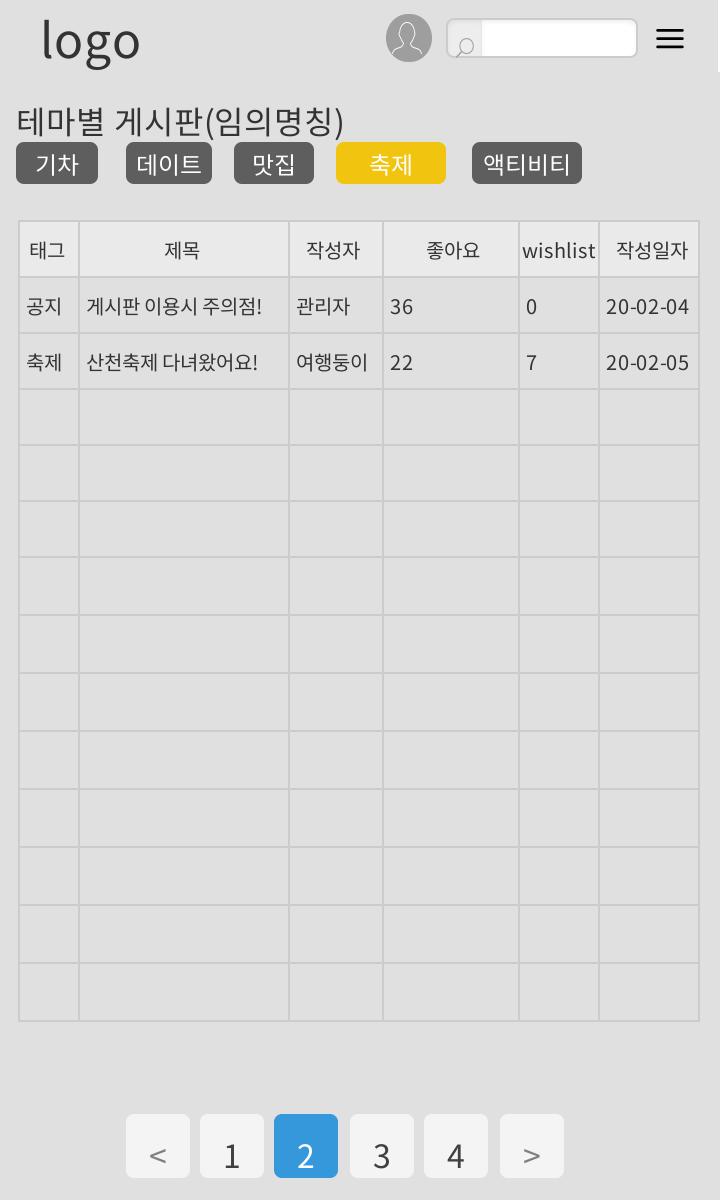 logo
테마별 게시판(임의명칭)
기차 데이트 맛집 축제 액티비티
태그 제목 작성자 좋아요 wishlist 작성일자
공지 게시판 이용시 주의점! 관리자 36 0 20-02-04
축제 산천축제 다녀왔어요! 여행둥이 22 7 20-02-05
< 1 2 3 4 >